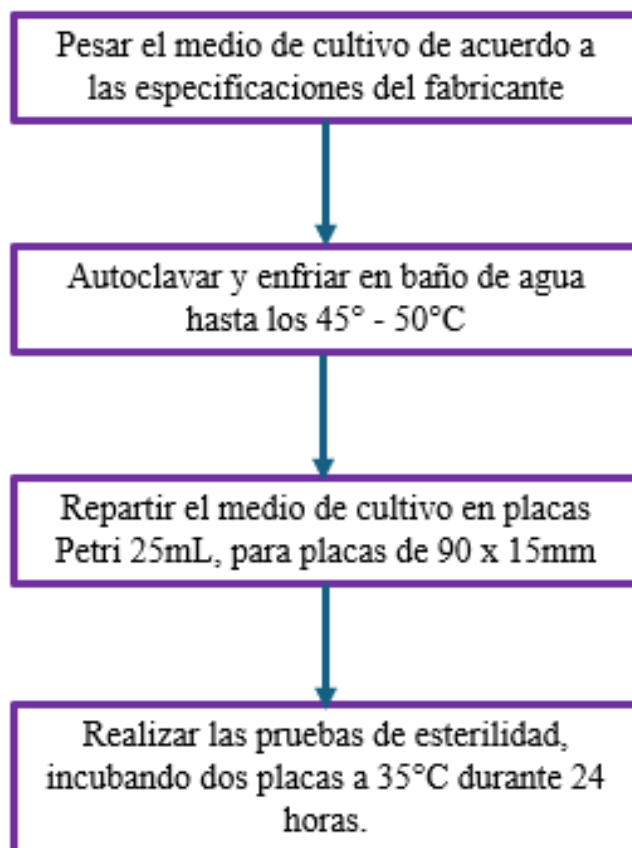 Pesar el medio de cultivo de acuerdo a
las especificaciones del fabricante
Autoclavar y enfriar en baño de agua
hasta los 45° - 50°C
Repartir el medio de cultivo en placas
Petri 25mL, para placas de 90 x 15mm
Realizar las pruebas de esterilidad,
incubando dos placas a 35°C durante 24
horas.